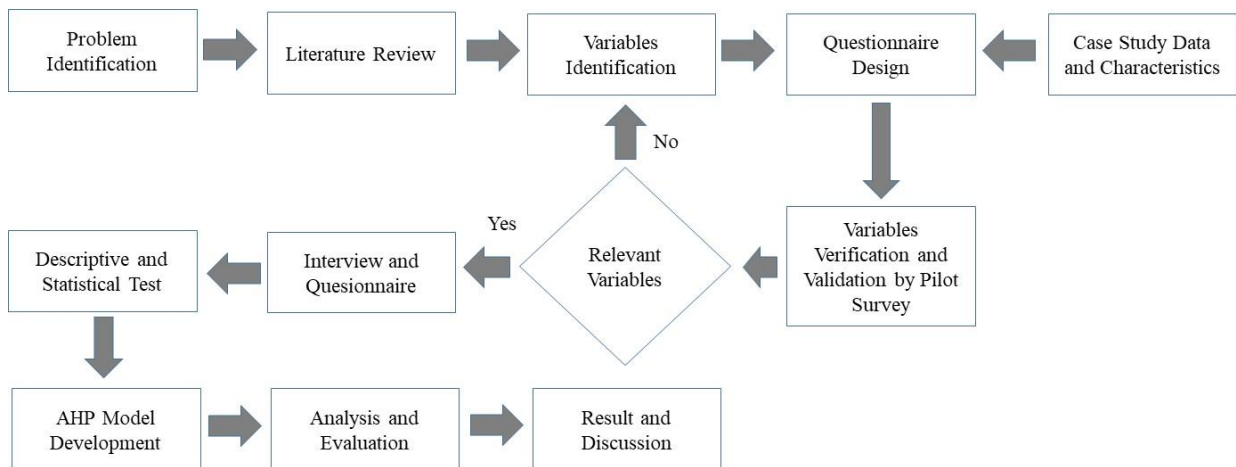 Problem
Identification
Literature Review
Variables
Identification
Questionnaire
Design
Case Study Data
and Characteristics
No
Yes
Descriptive and
Statistical Test
Interview and
Quesionnaire
Relevant
Variables
Variables
Verification and
Validation by Pilot
Survey
AHP Model
Development
Analysis and
Evaluation
Result and
Discussion